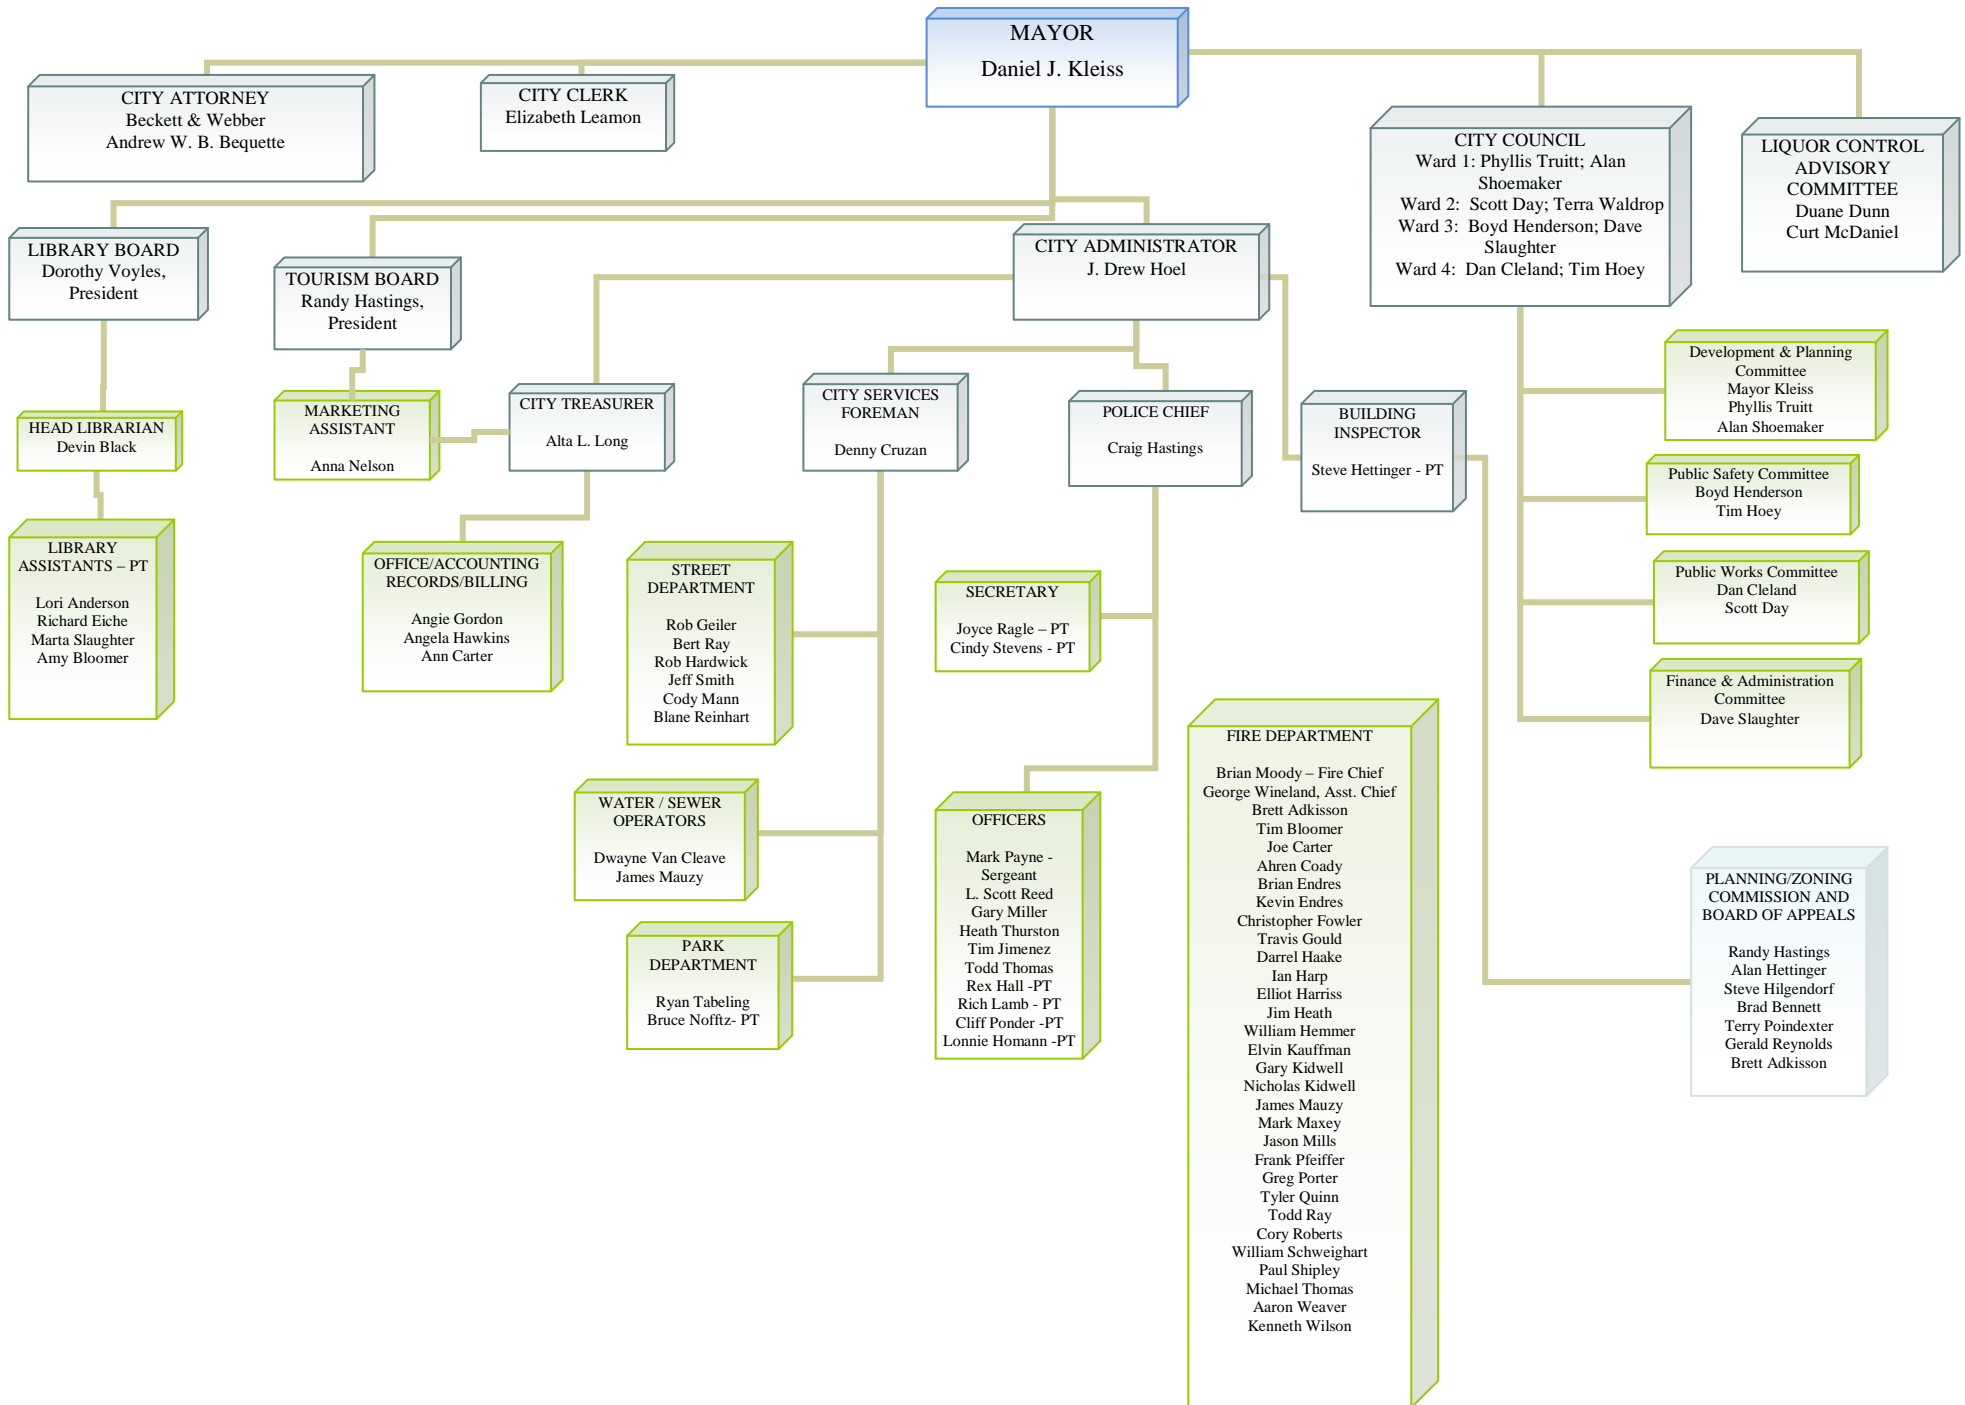 MAYOR
Daniel J. Kleiss
CITY ATTORNEY
Beckett & Webber
Andrew W. B. Bequette
CITY CLERK
Elizabeth Leamon
CITY COUNCIL
Ward 1: Phyllis Truitt; Alan
Shoemaker
Ward 2:  Scott Day; Terra Waldrop
Ward 3:  Boyd Henderson; Dave
Slaughter
Ward 4:  Dan Cleland; Tim Hoey
LIQUOR CONTROL
ADVISORY
COMMITTEE
Duane Dunn
Curt McDaniel
LIBRARY BOARD
Dorothy Voyles,
President
TOURISM BOARD
Randy Hastings,
President
CITY ADMINISTRATOR
J. Drew Hoel
HEAD LIBRARIAN
Devin Black
MARKETING
ASSISTANT
Anna Nelson
CITY TREASURER
Alta L. Long
CITY SERVICES
FOREMAN
Denny Cruzan
POLICE CHIEF
Craig Hastings
BUILDING
INSPECTOR
Steve Hettinger - PT
Development & Planning
Committee
Mayor Kleiss
Phyllis Truitt
Alan Shoemaker
Public Safety Committee
Boyd Henderson
Tim Hoey
Public Works Committee
Dan Cleland
Scott Day
Finance & Administration
Committee
Dave Slaughter
LIBRARY
ASSISTANTS – PT
Lori Anderson
Richard Eiche
Marta Slaughter
Amy Bloomer
OFFICE/ACCOUNTING
RECORDS/BILLING
Angie Gordon
Angela Hawkins
Ann Carter
STREET
DEPARTMENT
Rob Geiler
Bert Ray
Rob Hardwick
Jeff Smith
Cody Mann
Blane Reinhart
SECRETARY
Joyce Ragle – PT
Cindy Stevens - PT
WATER / SEWER
OPERATORS
Dwayne Van Cleave
James Mauzy
PARK
DEPARTMENT
Ryan Tabeling
Bruce Nofftz- PT
OFFICERS
Mark Payne -
Sergeant
L. Scott Reed
Gary Miller
Heath Thurston
Tim Jimenez
Todd Thomas
Rex Hall -PT
Rich Lamb - PT
Cliff Ponder -PT
Lonnie Homann -PT
FIRE DEPARTMENT
Brian Moody – Fire Chief
George Wineland, Asst. Chief
Brett Adkisson
Tim Bloomer
Joe Carter
Ahren Coady
Brian Endres
Kevin Endres
Christopher Fowler
Travis Gould
Darrel Haake
Ian Harp
Elliot Harriss
Jim Heath
William Hemmer
Elvin Kauffman
Gary Kidwell
Nicholas Kidwell
James Mauzy
Mark Maxey
Jason Mills
Frank Pfeiffer
Greg Porter
Tyler Quinn
Todd Ray
Cory Roberts
William Schweighart
Paul Shipley
Michael Thomas
Aaron Weaver
Kenneth Wilson
PLANNING/ZONING
COMMISSION AND
BOARD OF APPEALS
Randy Hastings
Alan Hettinger
Steve Hilgendorf
Brad Bennett
Terry Poindexter
Gerald Reynolds
Brett Adkisson